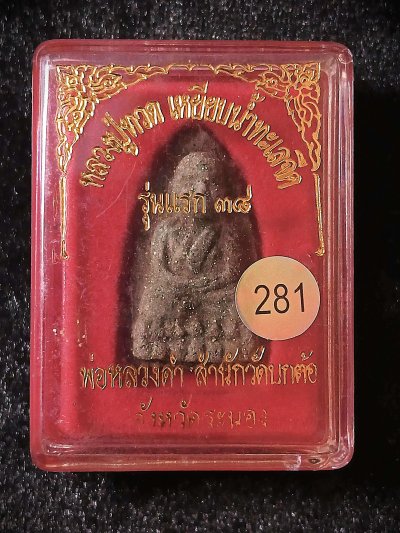 หลวงปู่ทวด เหยียบน้ำทะเลจืด
รุ่นแรก ๓๘
281
พ่อหลวงดำ สำนักวัดบกต้อ
จังหวัดระนอง